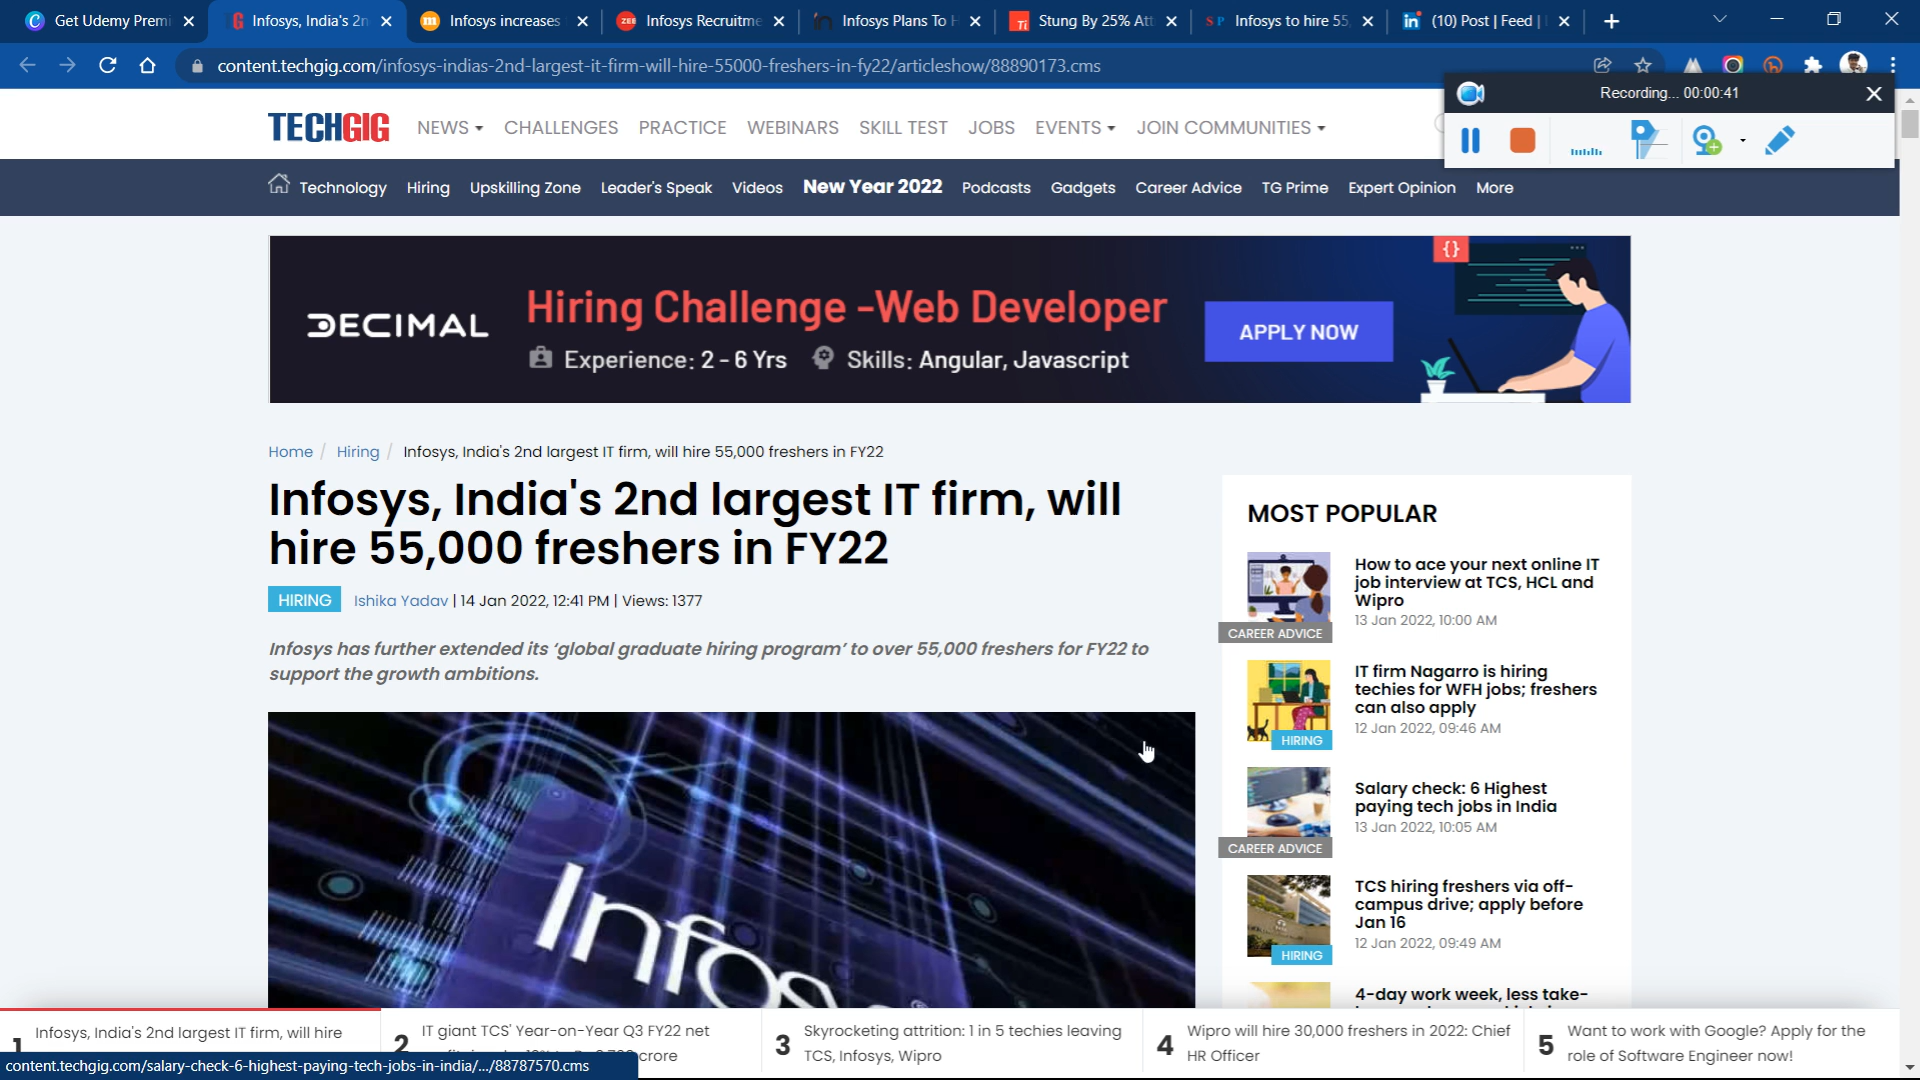 Get Udemy Premi
Infosys, India's 2n
Infosys increases
Infosys Recruitme
Infosys Plans To H
Stung By 25% Att
Infosys to hire 55,
(10) Post | Feed |
content.techgig.com/infosys-indias-2nd-largest-it-firm-will-hire-55000-freshers-in-fy22/articleshow/88890173.cms
Recording... 00:00:41
TECHGIG NEWS CHALLENGES PRACTICE WEBINARS SKILL TEST JOBS EVENTS JOIN COMMUNITIES
Technology Hiring Upskilling Zone Leader's Speak Videos New Year 2022 Podcasts Gadgets Career Advice TG Prime Expert Opinion More
DECIMAL
Hiring Challenge -Web Developer
Experience: 2 - 6 Yrs Skills: Angular, Javascript
APPLY NOW
{}
Home / Hiring / Infosys, India's 2nd largest IT firm, will hire 55,000 freshers in FY22
Infosys, India's 2nd largest IT firm, will
hire 55,000 freshers in FY22
HIRING Ishika Yadav | 14 Jan 2022, 12:41 PM | Views: 1377
Infosys has further extended its ‘global graduate hiring program’ to over 55,000 freshers for FY22 to
support the growth ambitions.
Infos
MOST POPULAR
How to ace your next online IT
job interview at TCS, HCL and
Wipro
13 Jan 2022, 10:00 AM
CAREER ADVICE
IT firm Nagarro is hiring
techies for WFH jobs; freshers
can also apply
12 Jan 2022, 09:46 AM
HIRING
Salary check: 6 Highest
paying tech jobs in India
13 Jan 2022, 10:05 AM
CAREER ADVICE
TCS hiring freshers via off-
campus drive; apply before
Jan 16
12 Jan 2022, 09:49 AM
HIRING
4-day work week, less take-
1 Infosys, India's 2nd largest IT firm, will hire
2 IT giant TCS' Year-on-Year Q3 FY22 net
crore
3 Skyrocketing attrition: 1 in 5 techies leaving
TCS, Infosys, Wipro
4 Wipro will hire 30,000 freshers in 2022: Chief
HR Officer
5 Want to work with Google? Apply for the
role of Software Engineer now!
content.techgig.com/salary-check-6-highest-paying-tech-jobs-in-india/.../88787570.cms